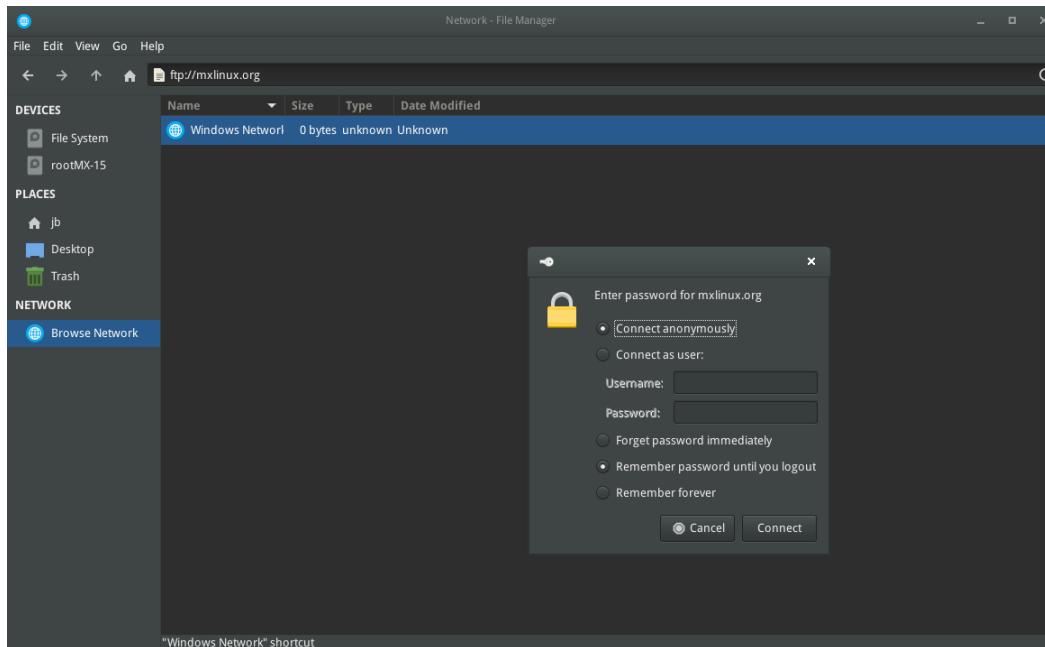 Network - File Manager
File Edit View Go Help
ftp://mxlinux.org
DEVICES
File System
rootMX-15
PLACES
jb
Desktop
Trash
NETWORK
Browse Network
Name Size Type Date Modified
Windows Networl 0 bytes unknown Unknown
Enter password for mxlinux.org
Connect anonymously
Connect as user:
Username:
Password:
Forget password immediately
Remember password until you logout
Remember forever
Cancel Connect
"Windows Network" shortcut